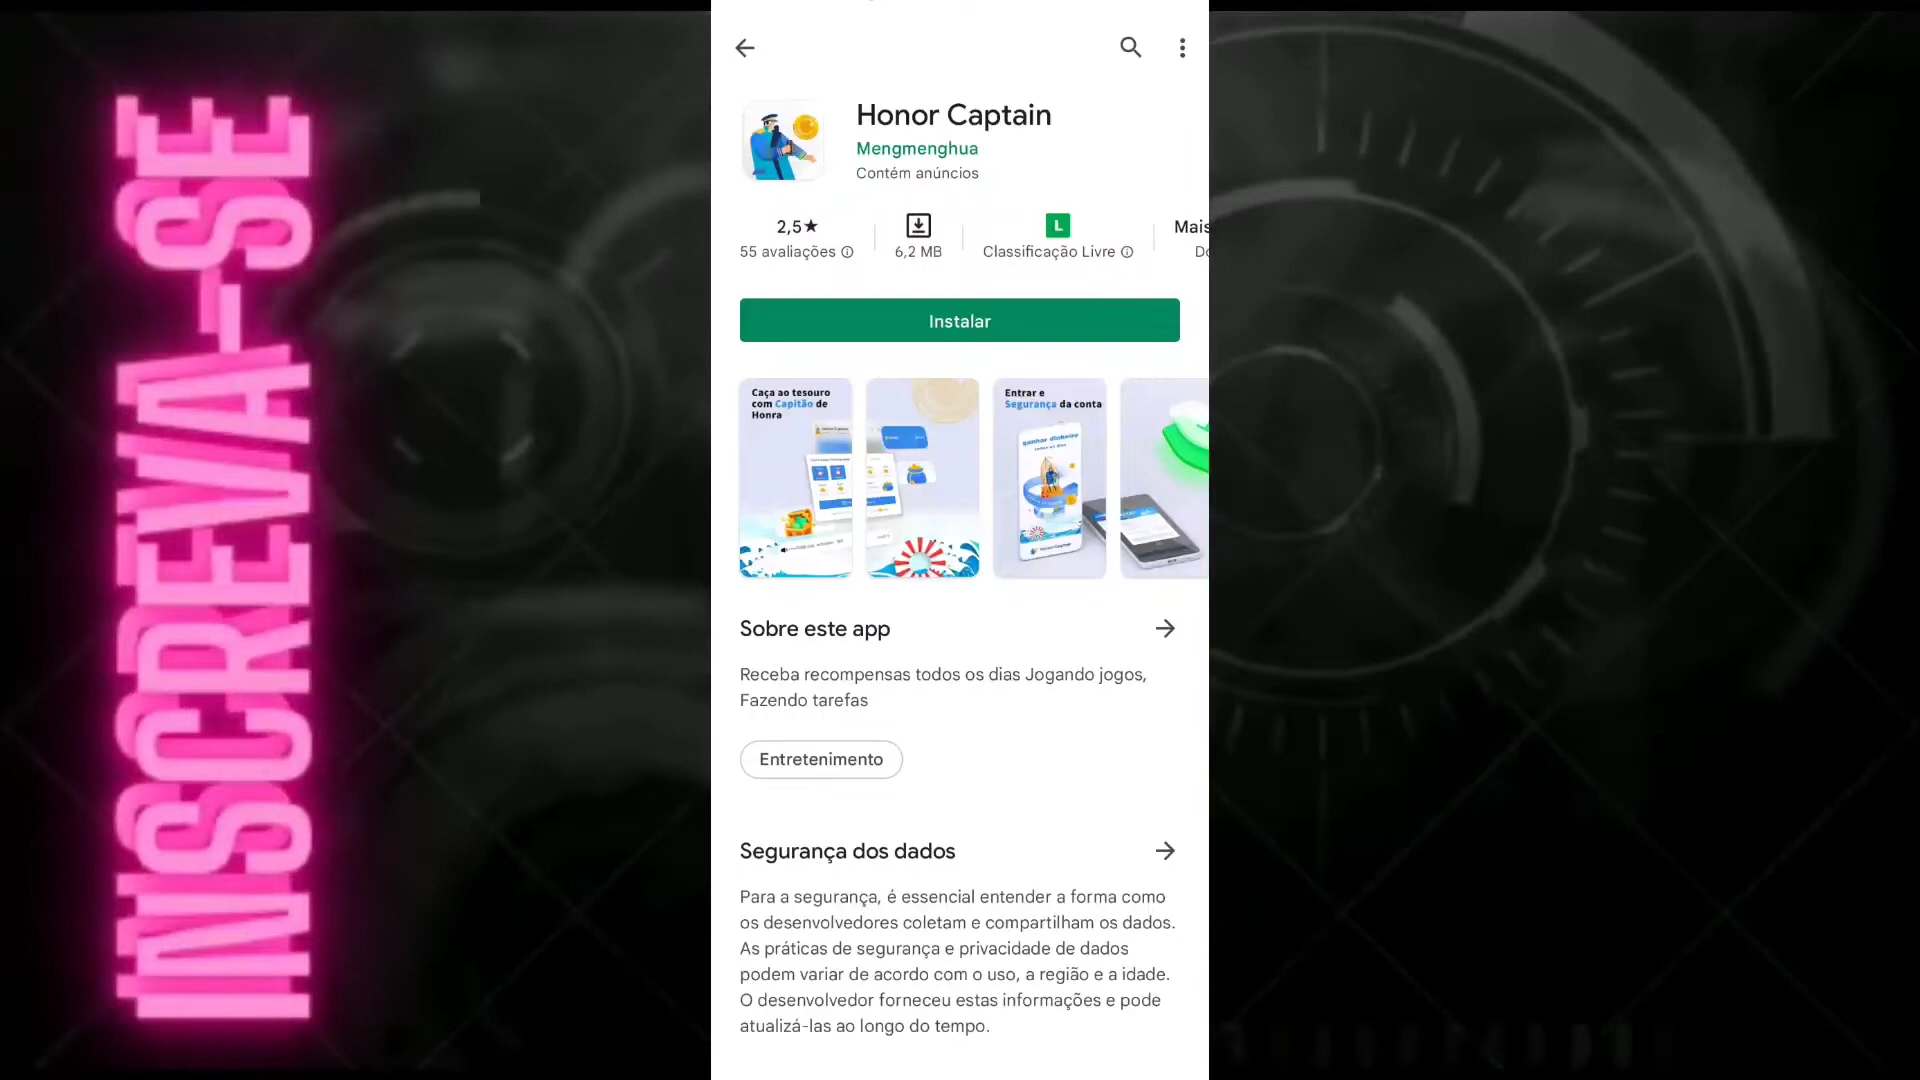 INSCREVA-SE
Honor Captain
Mengmenghua
Contém anúncios
2,5★
55 avaliações
6,2 MB
L
Classificação Livre
Mais
Do
Instalar
Caça ao tesouro
com Capitão de
Honra
Entrar e
Segurança da conta
ganhar dinheiro
Sobre este app
Receba recompensas todos os dias Jogando jogos,
Fazendo tarefas
Entretenimento
Segurança dos dados
Para a segurança, é essencial entender a forma como
os desenvolvedores coletam e compartilham os dados.
As práticas de segurança e privacidade de dados
podem variar de acordo com o uso, a região e a idade.
O desenvolvedor forneceu estas informações e pode
atualizá-las ao longo do tempo.